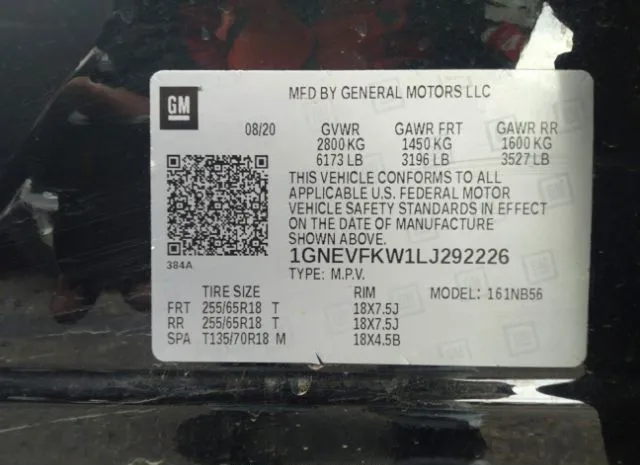 GM
MFD BY GENERAL MOTORS LLC
08/20 GVWR GAWR FRT GAWR RR
2800 KG 1450 KG 1600 KG
6173 LB 3196 LB 3527 LB
THIS VEHICLE CONFORMS TO ALL
APPLICABLE U.S. FEDERAL MOTOR
VEHICLE SAFETY STANDARDS IN EFFECT
ON THE DATE OF MANUFACTURE
SHOWN ABOVE.
384A 1GNEVFKW1LJ292226
TYPE: M.P.V.
TIRE SIZE RIM MODEL: 161NB56
FRT 255/65R18 T 18X7.5J
RR 255/65R18 T 18X7.5J
SPA T135/70R18 M 18X4.5B